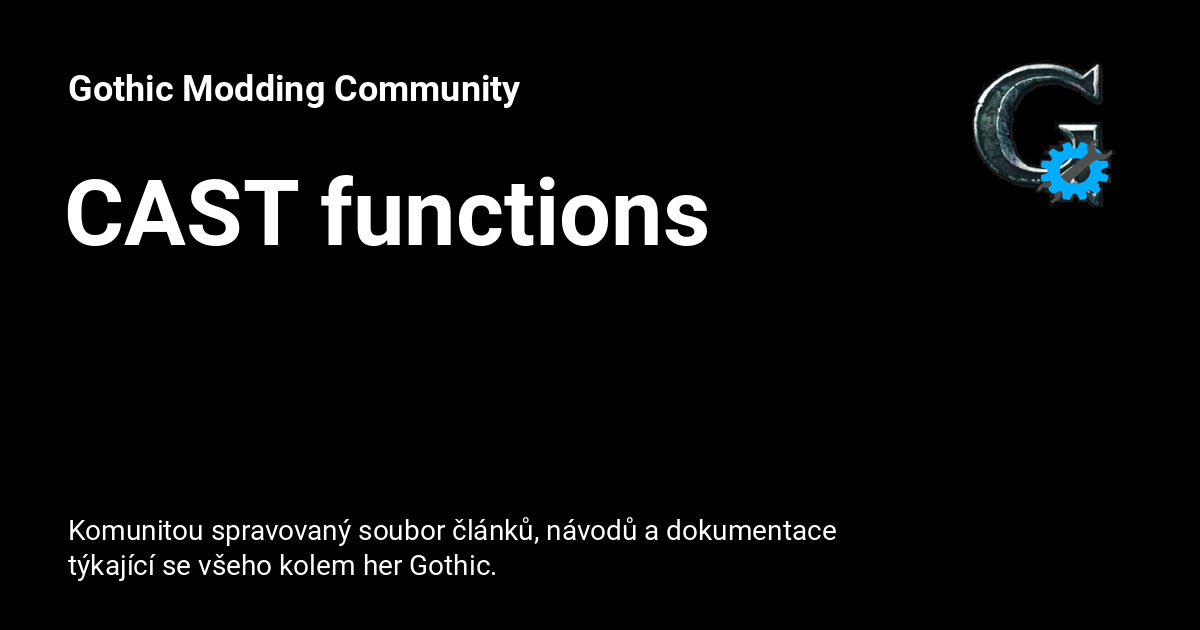 Gothic Modding Community
CAST functions
Komunitou spravovaný soubor článků, návodů a dokumentace
týkající se všeho kolem her Gothic.